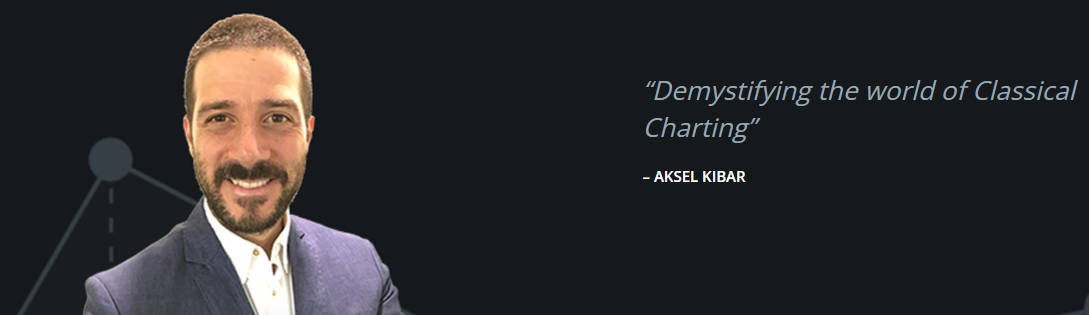 “Demystifying the world of Classical
Charting”
– AKSEL KIBAR